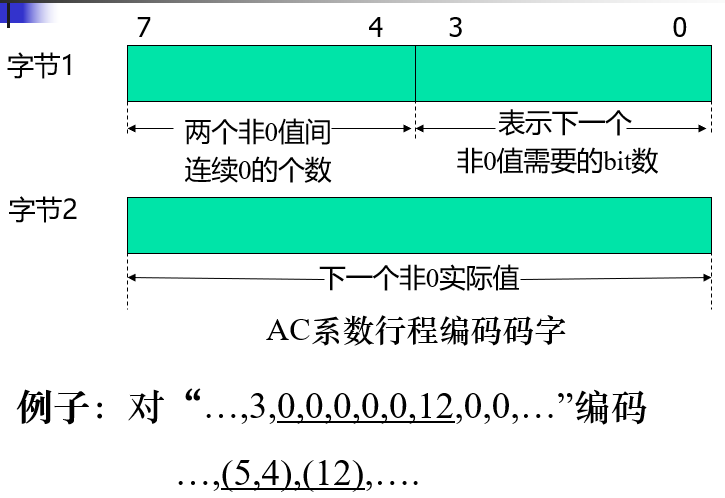 7 4 3 0
字节1
两个非0值间
连续0的个数
表示下一个
非0值需要的bit数
字节2
下一个非0实际值
AC系数行程编码码字
例子：对“…,3,0,0,0,0,0,12,0,0,…”编码
…,(5,4),(12),….